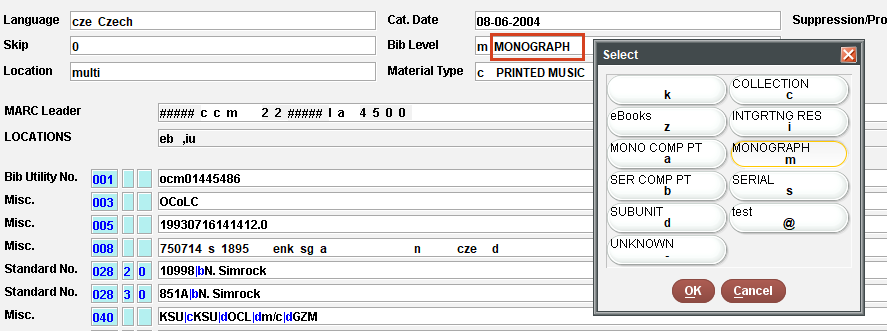 Language cze Czech Cat. Date 08-06-2004 Suppression/Pro
Skip 0 Bib Level m MONOGRAPH
Location multi Material Type c PRINTED MUSIC
MARC Leader ##### c c m 2 2 ##### I a 4 5 0 0
LOCATIONS eb ,iu
Bib Utility No. 001 ocm01445486
Misc. 003 OCoLC
Misc. 005 19930716141412.0
Misc. 008 750714 s 1895 enk sg a n cze d
Standard No. 028 2 0 10998|bN. Simrock
Standard No. 028 3 0 851A|bN. Simrock
Misc. 040 KSU|cKSU|dOCL|dm/c|dGZM
Select
k
COLLECTION
c
eBooks
z
INTGRTNG RES
i
MONO COMP PT
a
MONOGRAPH
m
SER COMP PT
b
SERIAL
s
SUBUNIT
d
test
@
UNKNOWN
-
OK Cancel